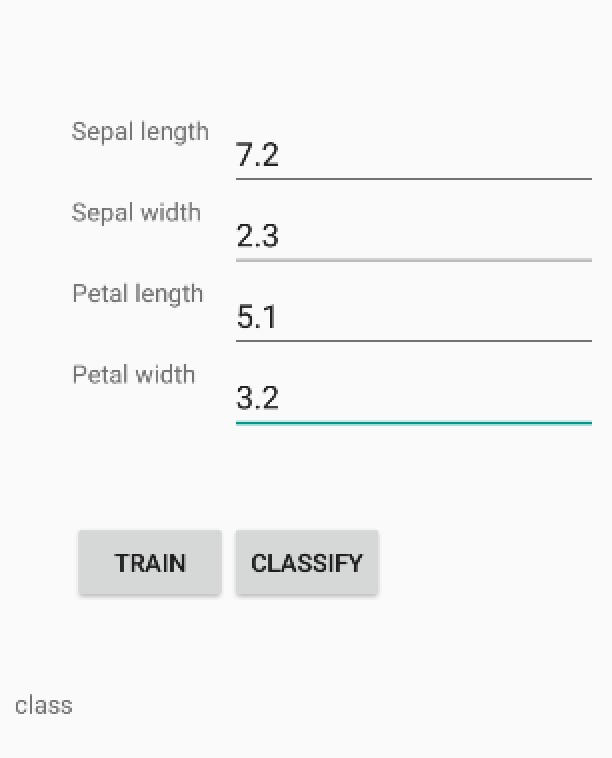 Sepal length
7.2
Sepal width
2.3
Petal length
5.1
Petal width
3.2
TRAIN CLASSIFY
class